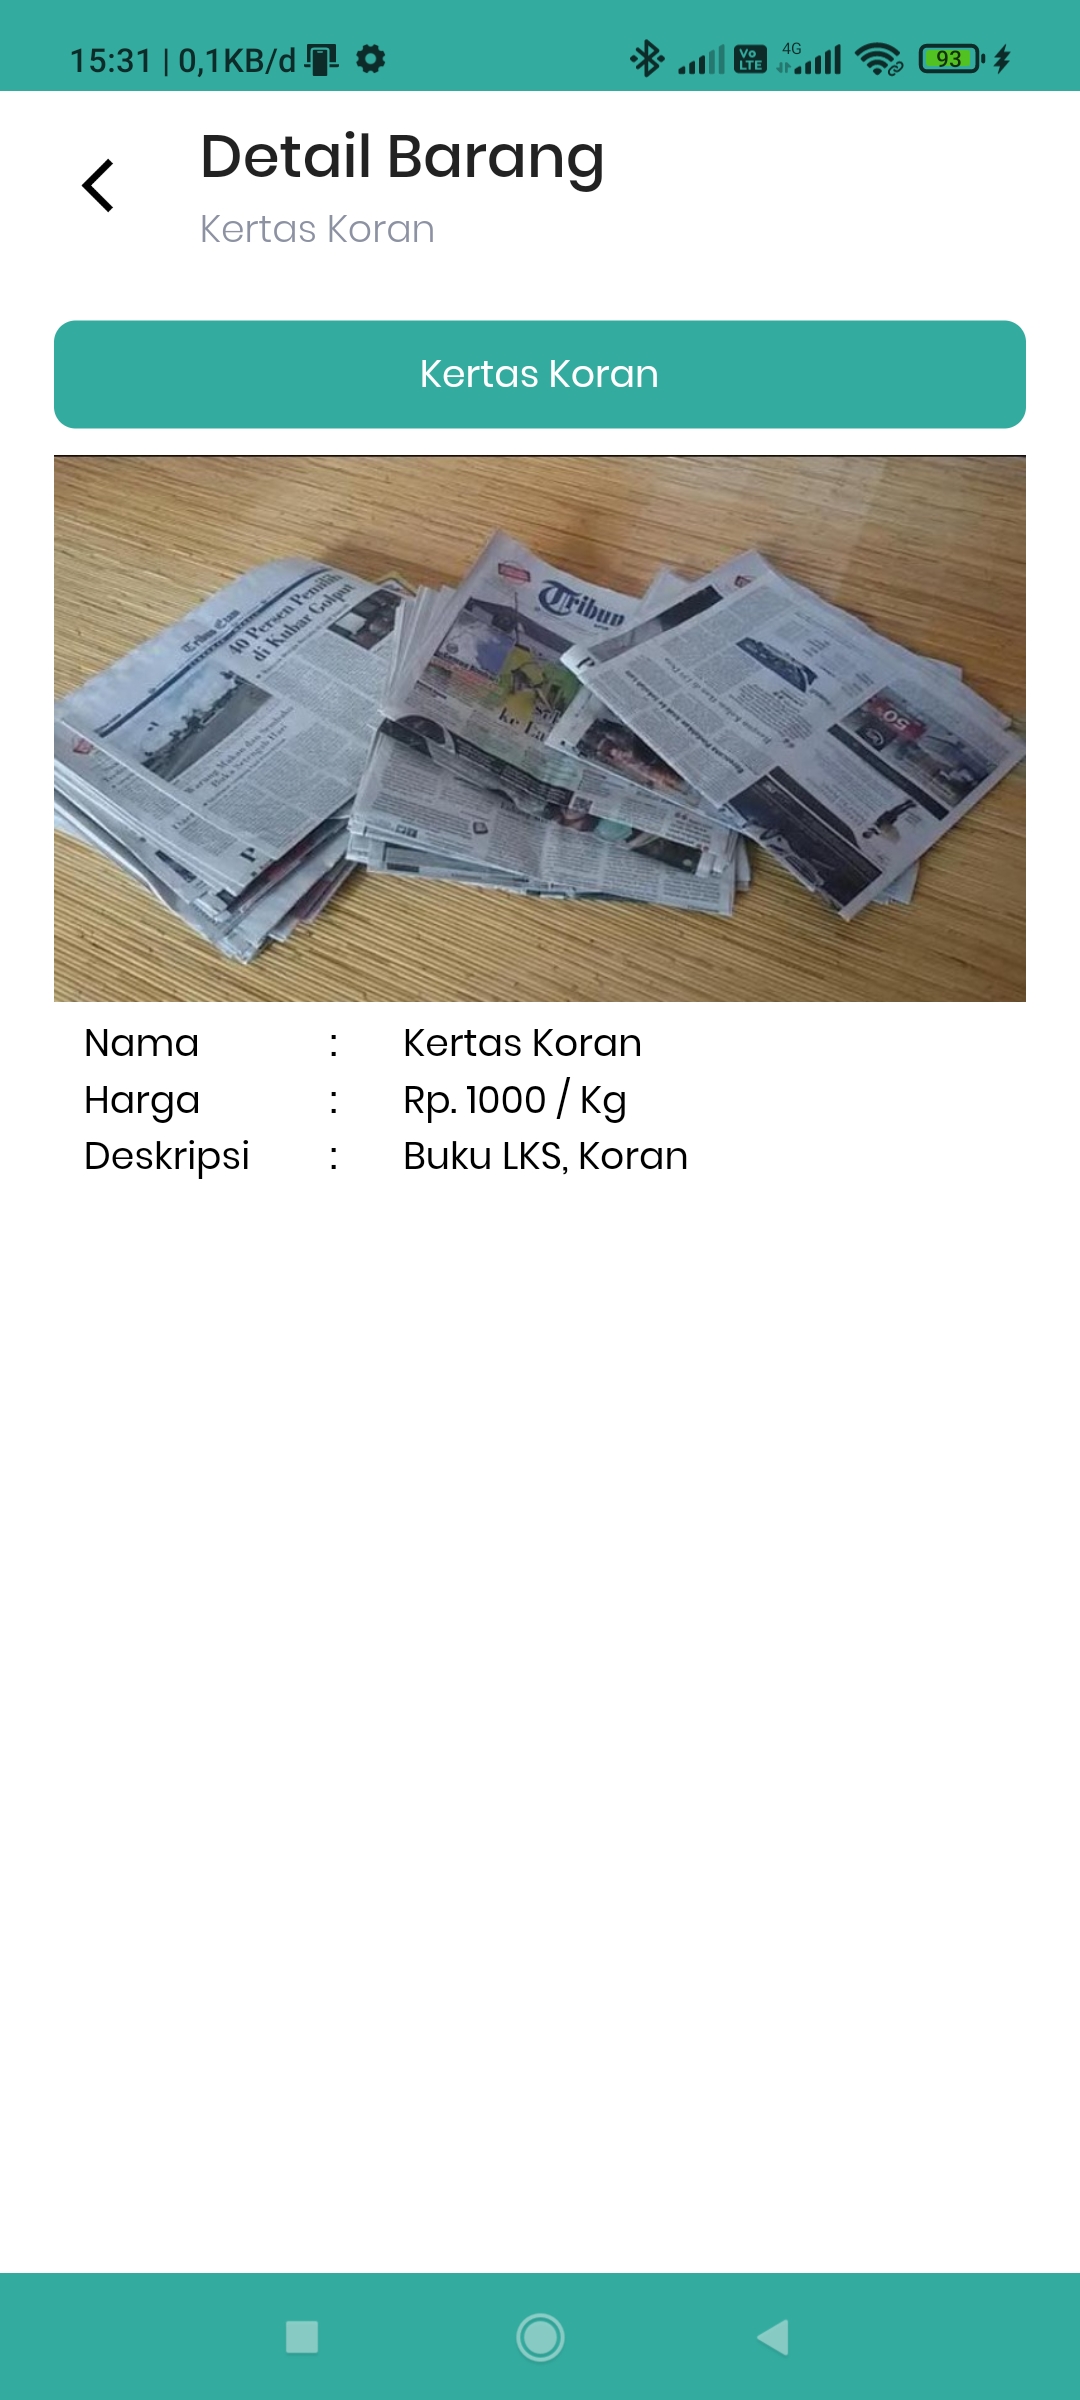 15:31 | 0,1KB/d
Vo LTE
4G
93
Detail Barang
Kertas Koran
Kertas Koran
40 Persen Pemilih
di Kubar Golput
Tribun
Nama : Kertas Koran
Harga : Rp. 1000 / Kg
Deskripsi : Buku LKS, Koran